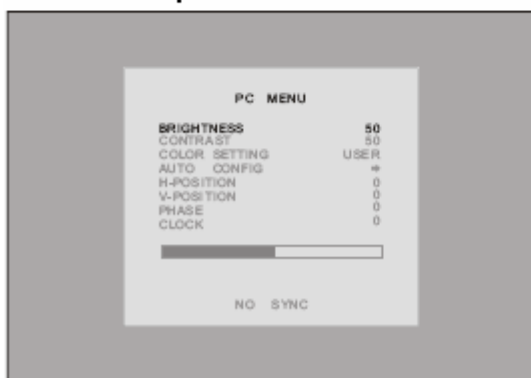 PC MENU
BRIGHTNESS 50
CONTRAST 50
COLOR SETTING USER
AUTO CONFIG ➔
H-POSITION 0
V-POSITION 0
PHASE 0
CLOCK 0
NO SYNC